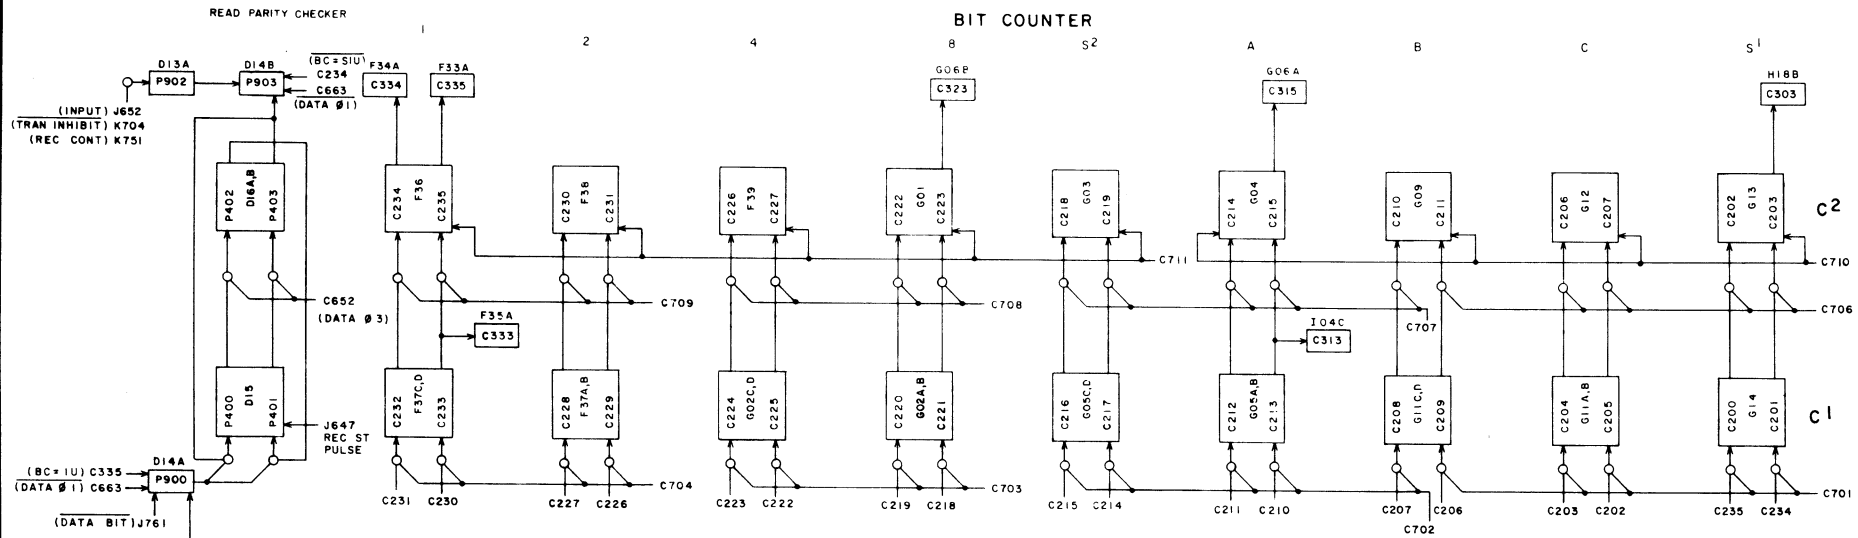 READ PARITY CHECKER
BIT COUNTER
1
2
4
8
S2
A
B
C
S1
D13A
P902
D14B
P903
(BC = SIU)
C234
C663
(DATA Ø1)
(INPUT) J652
(TRAN INHIBIT) K704
(REC CONT) K751
F34A
C334
F33A
C335
G06B
C323
G06A
C315
H18B
C303
P402
D16A,B
P403
C234
F36
C235
C230
F38
C231
C226
F39
C227
C222
G01
C223
C218
G03
C219
C214
G04
C215
C210
G09
C211
C206
G12
C207
C202
G13
C203
C2
C711
C710
C652
(DATA Ø3)
C709
C708
C707
C706
F35A
C333
I04C
C313
P400
D15
P401
J647
REC ST
PULSE
C232
F37C,D
C233
C228
F37A,B
C229
C224
G02C,D
C225
C220
G02A,B
C221
C216
G05C,D
C217
C212
G05A,B
C213
C208
G11C,D
C209
C204
G11A,B
C205
C200
G14
C201
C1
D14A
P900
(BC = 1U) C335
(DATA Ø1) C663
(DATA BIT) J761
C231
C230
C704
C227
C226
C223
C222
C703
C219
C218
C215
C214
C211
C210
C207
C206
C702
C203
C202
C235
C234
C701